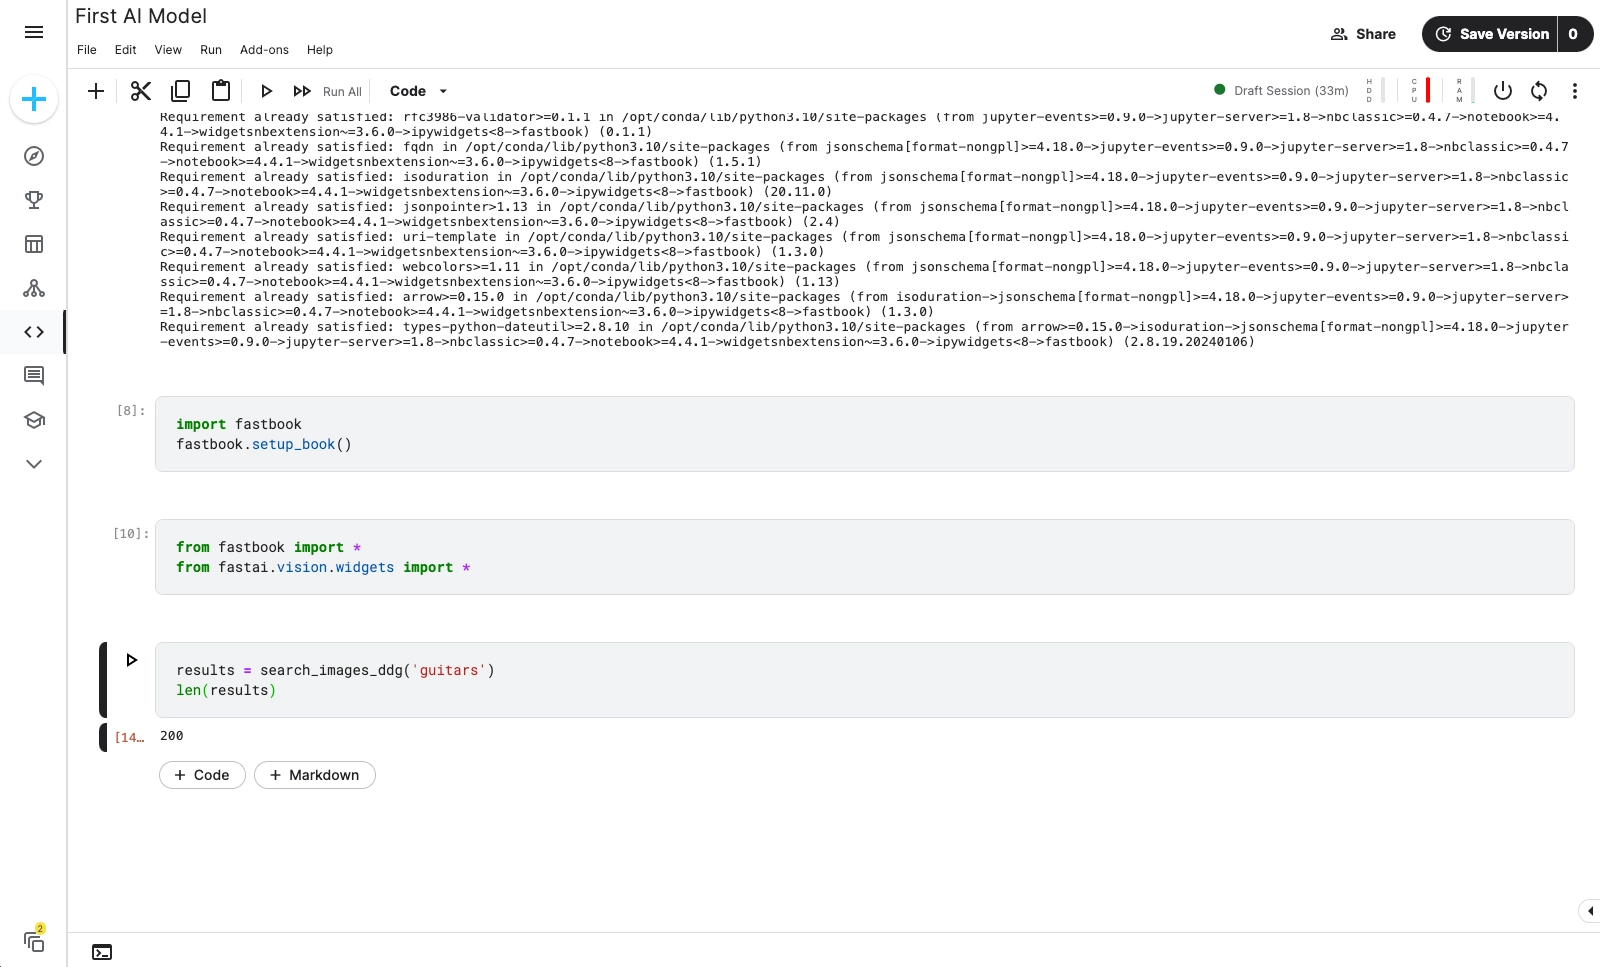 First AI Model
File Edit View Run Add-ons Help
Share
Save Version 0
Run All
Code
Draft Session (33m)
HDD
CPU
RAM
Requirement already satisfied: rfc3986-validator>=0.1.1 in /opt/conda/lib/python3.10/site-packages (from jupyter-events>=0.9.0->jupyter-server>=1.8->nbclassic>=0.4.7->notebook>=4.
4.1->widgetsnbextension~=3.6.0->ipywidgets<8->fastbook) (0.1.1)
Requirement already satisfied: fqdn in /opt/conda/lib/python3.10/site-packages (from jsonschema[format-nongpl]>=4.18.0->jupyter-events>=0.9.0->jupyter-server>=1.8->nbclassic>=0.4.7
->notebook>=4.4.1->widgetsnbextension~=3.6.0->ipywidgets<8->fastbook) (1.5.1)
Requirement already satisfied: isoduration in /opt/conda/lib/python3.10/site-packages (from jsonschema[format-nongpl]>=4.18.0->jupyter-events>=0.9.0->jupyter-server>=1.8->nbclassic
>=0.4.7->notebook>=4.4.1->widgetsnbextension~=3.6.0->ipywidgets<8->fastbook) (20.11.0)
Requirement already satisfied: jsonpointer>1.13 in /opt/conda/lib/python3.10/site-packages (from jsonschema[format-nongpl]>=4.18.0->jupyter-events>=0.9.0->jupyter-server>=1.8->nbcl
assic>=0.4.7->notebook>=4.4.1->widgetsnbextension~=3.6.0->ipywidgets<8->fastbook) (2.4)
Requirement already satisfied: uri-template in /opt/conda/lib/python3.10/site-packages (from jsonschema[format-nongpl]>=4.18.0->jupyter-events>=0.9.0->jupyter-server>=1.8->nbclassi
c>=0.4.7->notebook>=4.4.1->widgetsnbextension~=3.6.0->ipywidgets<8->fastbook) (1.3.0)
Requirement already satisfied: webcolors>=1.11 in /opt/conda/lib/python3.10/site-packages (from jsonschema[format-nongpl]>=4.18.0->jupyter-events>=0.9.0->jupyter-server>=1.8->nbcla
ssic>=0.4.7->notebook>=4.4.1->widgetsnbextension~=3.6.0->ipywidgets<8->fastbook) (1.13)
Requirement already satisfied: arrow>=0.15.0 in /opt/conda/lib/python3.10/site-packages (from isoduration->jsonschema[format-nongpl]>=4.18.0->jupyter-events>=0.9.0->jupyter-server>
=1.8->nbclassic>=0.4.7->notebook>=4.4.1->widgetsnbextension~=3.6.0->ipywidgets<8->fastbook) (1.3.0)
Requirement already satisfied: types-python-dateutil>=2.8.10 in /opt/conda/lib/python3.10/site-packages (from arrow>=0.15.0->isoduration->jsonschema[format-nongpl]>=4.18.0->jupyter
-events>=0.9.0->jupyter-server>=1.8->nbclassic>=0.4.7->notebook>=4.4.1->widgetsnbextension~=3.6.0->ipywidgets<8->fastbook) (2.8.19.20240106)
[8]:
import fastbook
fastbook.setup_book()
[10]:
from fastbook import *
from fastai.vision.widgets import *
results = search_images_ddg('guitars')
len(results)
[14…
200
+ Code
+ Markdown
2